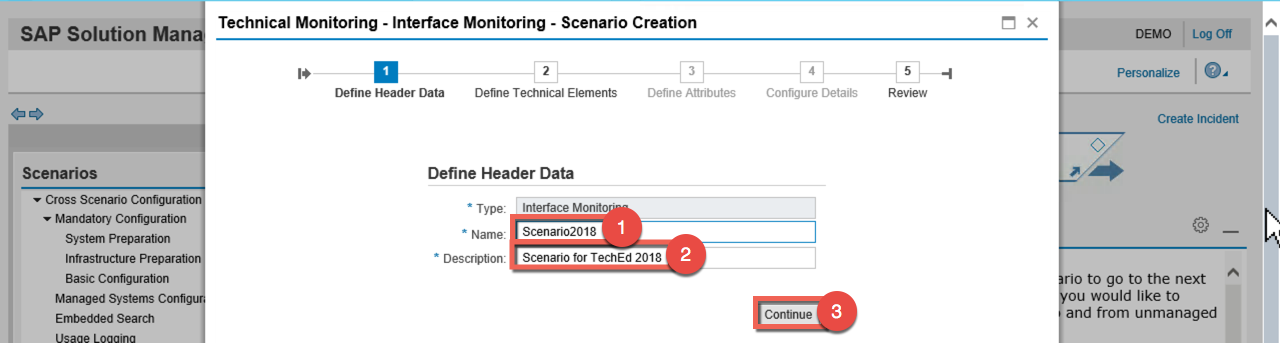 Technical Monitoring - Interface Monitoring - Scenario Creation
SAP Solution Mana
DEMO Log Off
Personalize
1 2 3 4 5
Define Header Data Define Technical Elements Define Attributes Configure Details Review
Create Incident
Scenarios
Cross Scenario Configuration
Mandatory Configuration
System Preparation
Infrastructure Preparation
Basic Configuration
Managed Systems Configura
Embedded Search
Usage Logging
Define Header Data
* Type: Interface Monitoring
* Name: Scenario2018 1
* Description: Scenario for TechEd 2018 2
Continue 3
ario to go to the next
you would like to
and from unmanaged